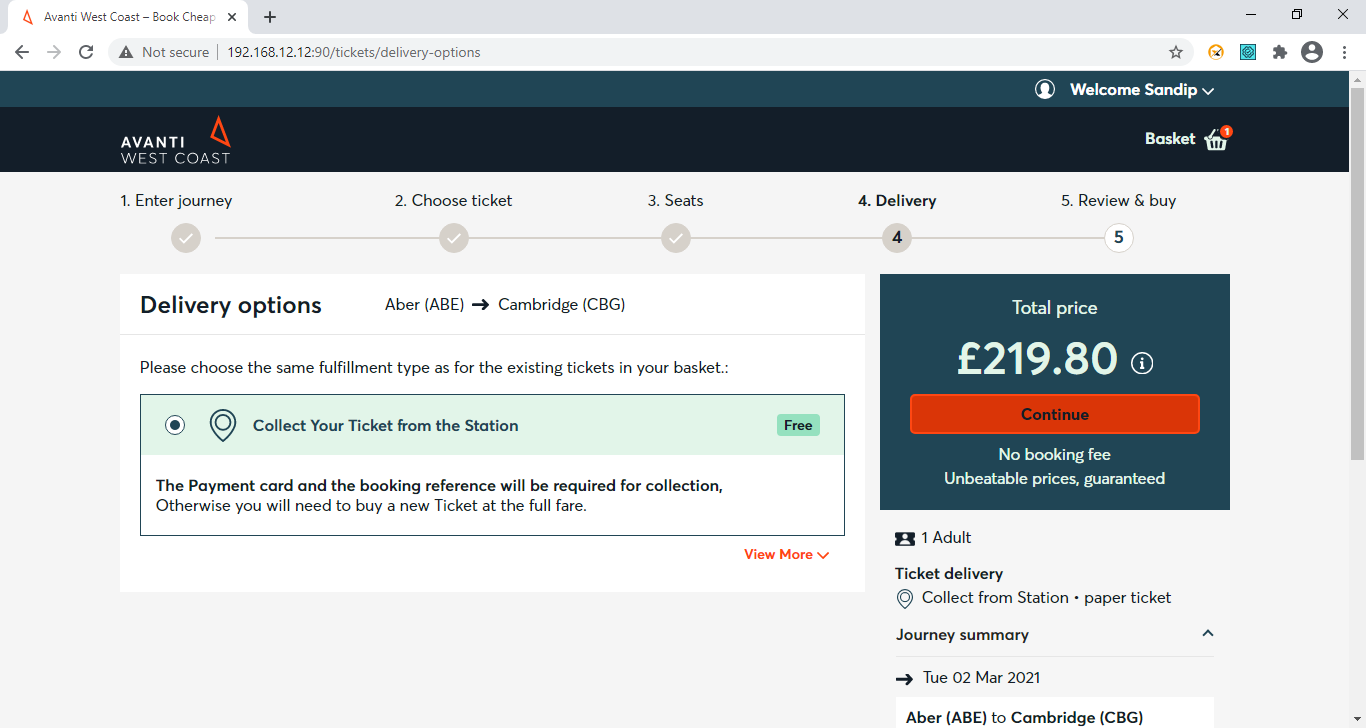 Avanti West Coast – Book Cheap
Not secure
192.168.12.12:90/tickets/delivery-options
Welcome Sandip
AVANTI
WEST COAST
Basket
1
1. Enter journey
2. Choose ticket
3. Seats
4. Delivery
5. Review & buy
4
5
Delivery options
Aber (ABE) → Cambridge (CBG)
Please choose the same fulfillment type as for the existing tickets in your basket.:
Collect Your Ticket from the Station
Free
The Payment card and the booking reference will be required for collection,
Otherwise you will need to buy a new Ticket at the full fare.
View More
Total price
£219.80
Continue
No booking fee
Unbeatable prices, guaranteed
1 Adult
Ticket delivery
Collect from Station • paper ticket
Journey summary
Tue 02 Mar 2021
Aber (ABE) to Cambridge (CBG)